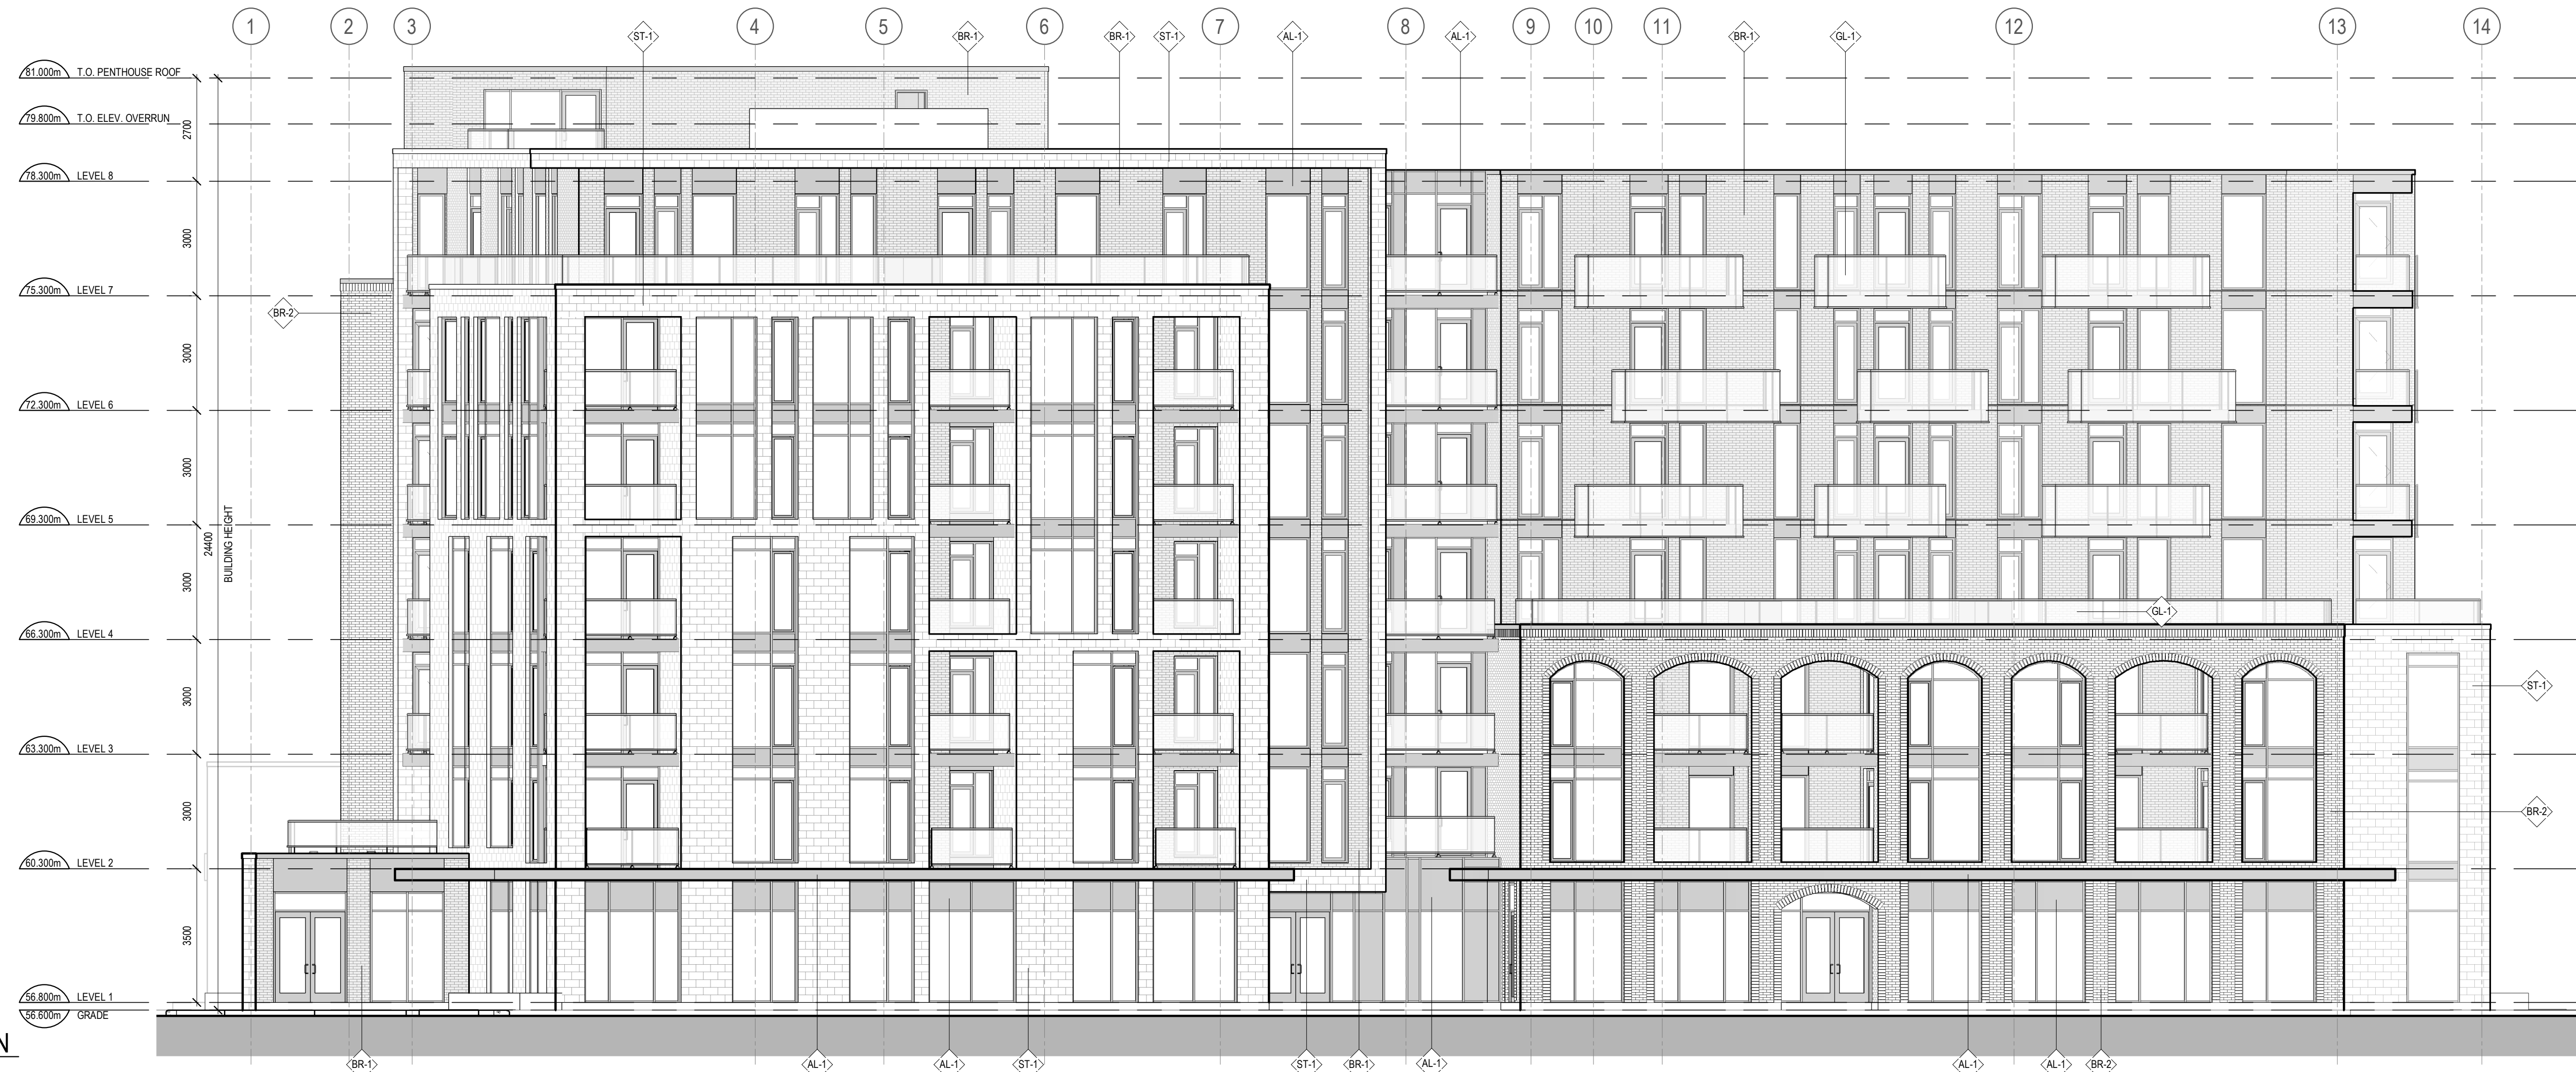 1 2 3 4 5 6 7 8 9 10 11 12 13 14
ST-1 BR-1 BR-1 ST-1 AL-1 AL-1 BR-1 GL-1
81.000m T.O. PENTHOUSE ROOF
79.800m T.O. ELEV. OVERRUN
2700
78.300m LEVEL 8
3000
75.300m LEVEL 7
BR-2
3000
72.300m LEVEL 6
3000
69.300m LEVEL 5
24400
BUILDING HEIGHT
3000
GL-1
66.300m LEVEL 4
ST-1
3000
63.300m LEVEL 3
3000
BR-2
60.300m LEVEL 2
3500
56.800m LEVEL 1
56.600m GRADE
N
BR-1 AL-1 AL-1 ST-1 ST-1 BR-1 AL-1 AL-1 AL-1 BR-2